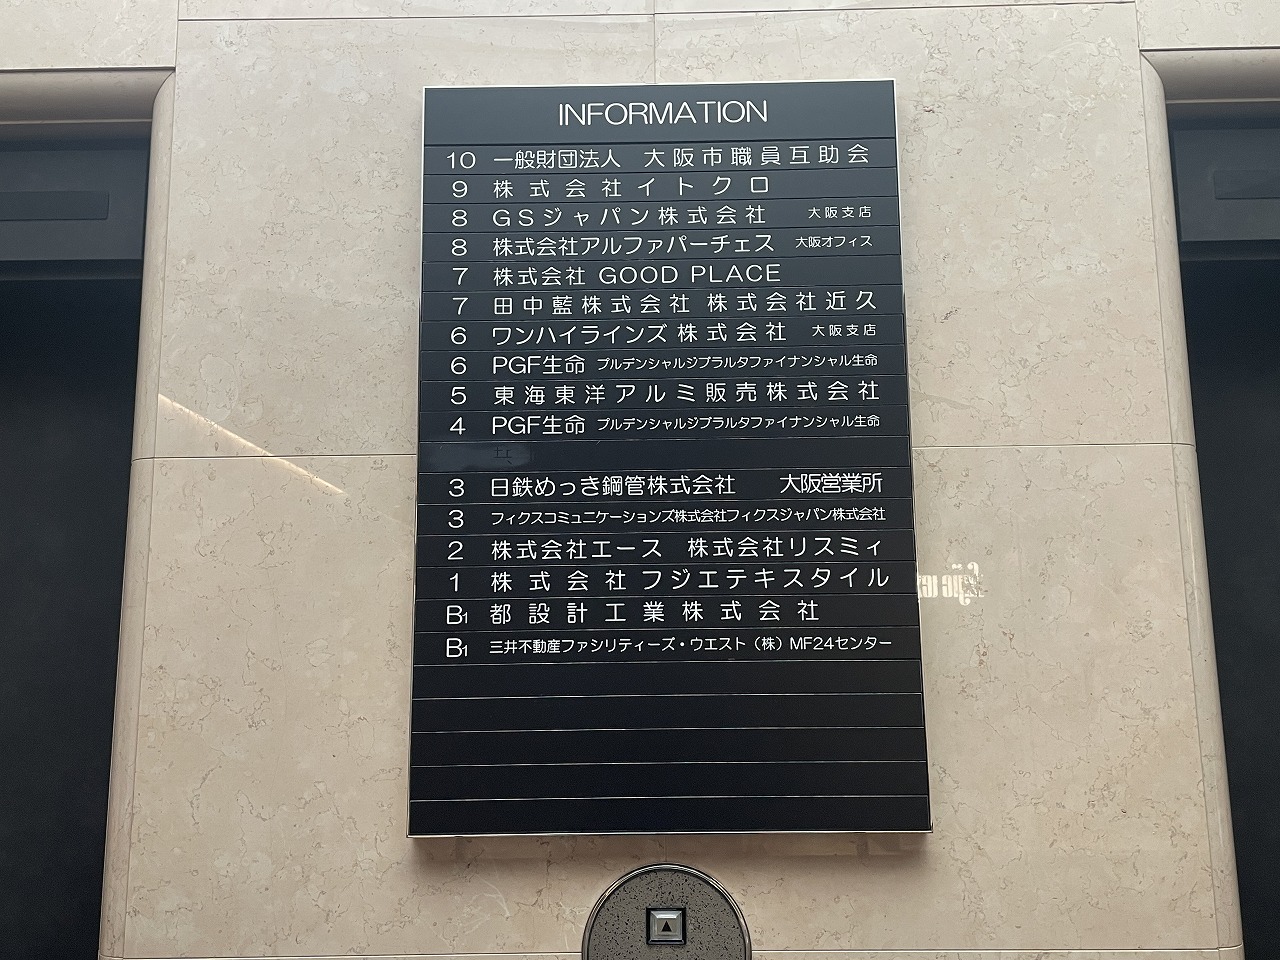 INFORMATION
10 一般財団法人 大阪市職員互助会
9 株式会社イトクロ
8 GSジャパン株式会社 大阪支店
8 株式会社アルファパーチェス 大阪オフィス
7 株式会社 GOOD PLACE
7 田中藍株式会社 株式会社近久
6 ワンハイラインズ株式会社 大阪支店
6 PGF生命 プルデンシャルジブラルタファイナンシャル生命
5 東海東洋アルミ販売株式会社
4 PGF生命 プルデンシャルジブラルタファイナンシャル生命
3 日鉄めっき鋼管株式会社 大阪営業所
3 フィクスコミュニケーションズ株式会社フィクスジャパン株式会社
2 株式会社エース 株式会社リスミィ
1 株式会社フジエテキスタイル
B1 都設計工業株式会社
B1 三井不動産ファシリティーズ・ウエスト（株）MF24センター